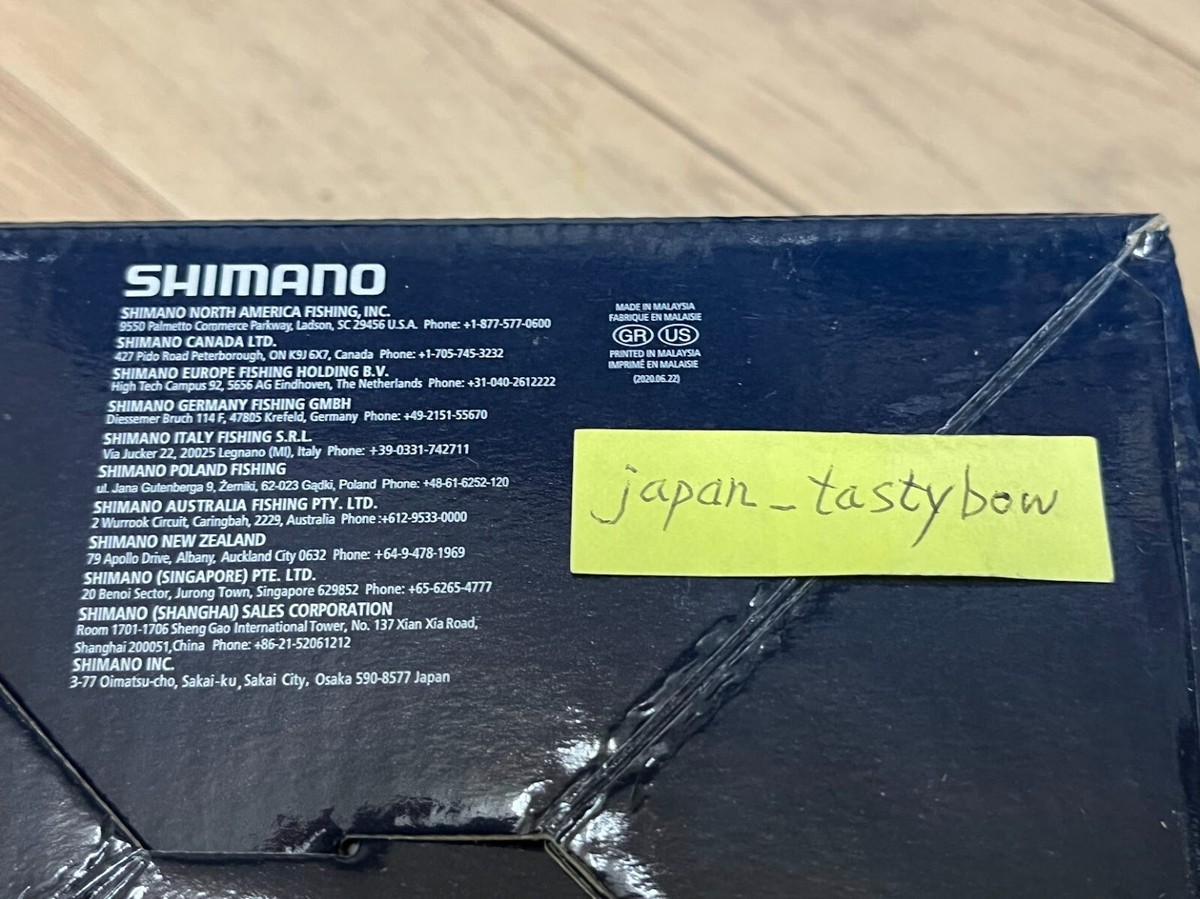 SHIMANO
SHIMANO NORTH AMERICA FISHING, INC.
9550 Palmetto Commerce Parkway, Ladson, SC 29456 U.S.A. Phone: +1-877-577-0600
SHIMANO CANADA LTD.
427 Pido Road Peterborough, ON K9J 6X7, Canada Phone: +1-705-745-3232
SHIMANO EUROPE FISHING HOLDING B.V.
High Tech Campus 92, 5656 AG Eindhoven, The Netherlands Phone: +31-040-2612222
SHIMANO GERMANY FISHING GMBH
Diessemer Bruch 114 F, 47805 Krefeld, Germany Phone: +49-2151-55670
SHIMANO ITALY FISHING S.R.L.
Via Jucker 22, 20025 Legnano (MI), Italy Phone: +39-0331-742711
SHIMANO POLAND FISHING
ul. Jana Gutenberga 9, Żerniki, 62-023 Gądki, Poland Phone: +48-61-6252-120
SHIMANO AUSTRALIA FISHING PTY. LTD.
2 Wurrook Circuit, Caringbah, 2229, Australia Phone :+612-9533-0000
SHIMANO NEW ZEALAND
79 Apollo Drive, Albany, Auckland City 0632 Phone: +64-9-478-1969
SHIMANO (SINGAPORE) PTE. LTD.
20 Benoi Sector, Jurong Town, Singapore 629852 Phone: +65-6265-4777
SHIMANO (SHANGHAI) SALES CORPORATION
Room 1701-1706 Sheng Gao International Tower, No. 137 Xian Xia Road,
Shanghai 200051,China Phone: +86-21-52061212
SHIMANO INC.
3-77 Oimatsu-cho, Sakai-ku, Sakai City, Osaka 590-8577 Japan
MADE IN MALAYSIA
FABRIQUE EN MALAISIE
GR US
PRINTED IN MALAYSIA
IMPRIMÉ EN MALAISIE
(2020.06.22)
japan_tastybow